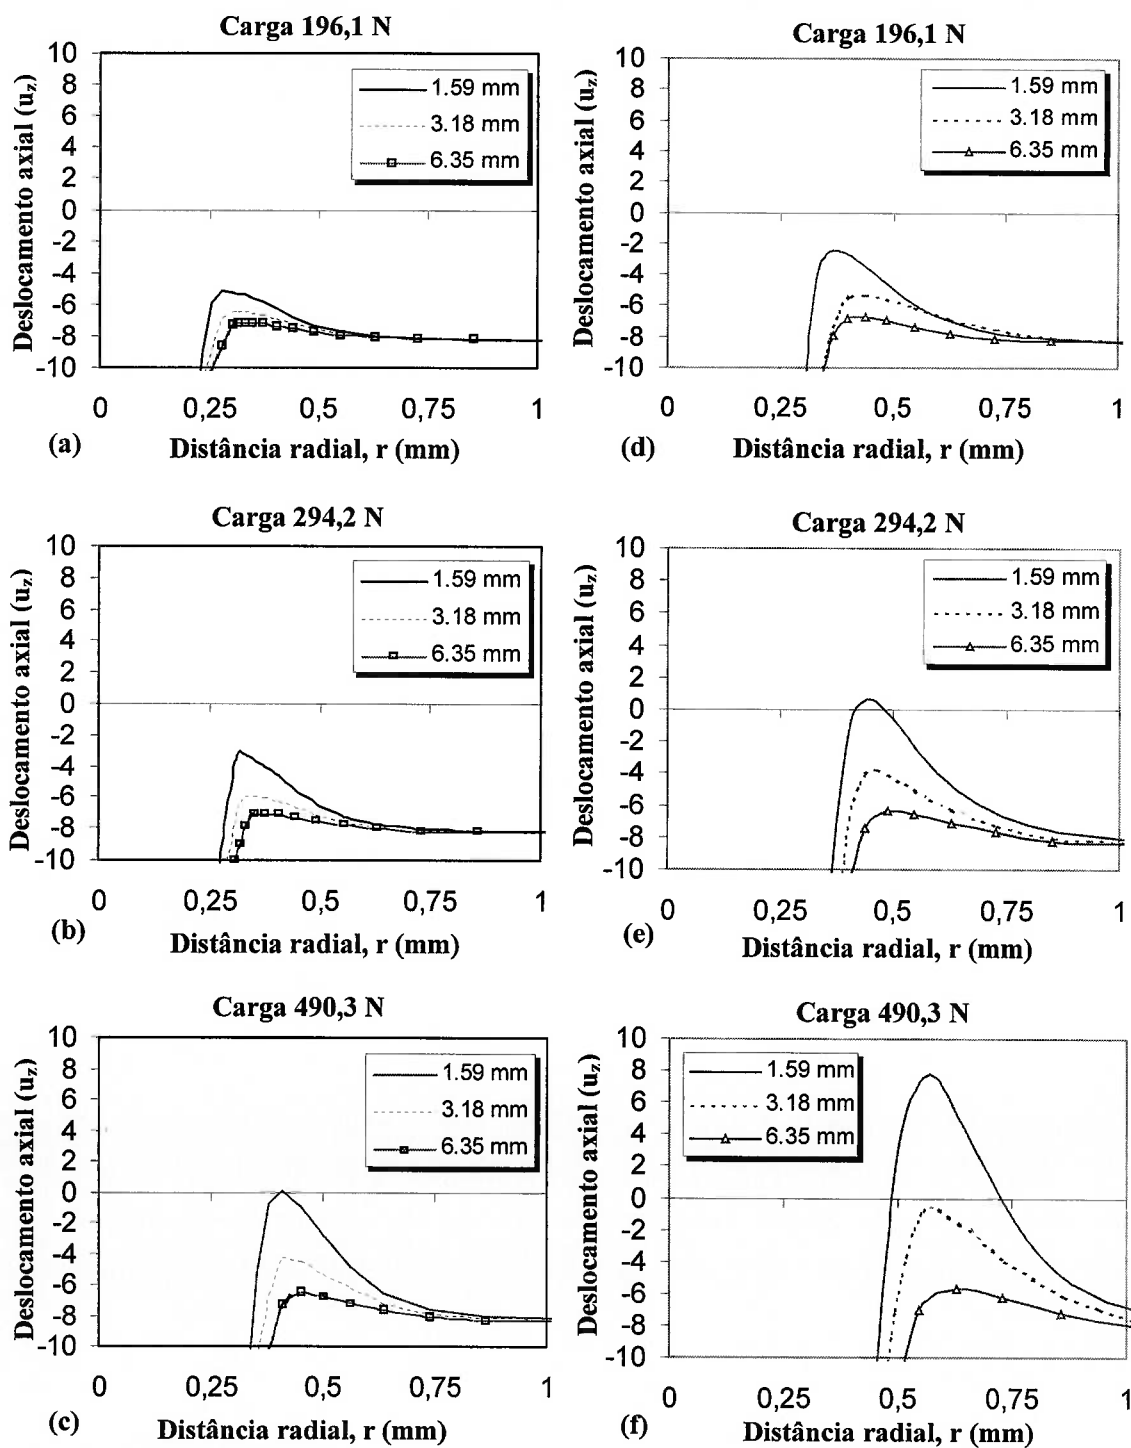 Carga 196,1 N
Deslocamento axial (uz)
10
8
6
4
2
0
-2
-4
-6
-8
-10
1.59 mm
3.18 mm
6.35 mm
0 0,25 0,5 0,75 1
(a) Distância radial, r (mm)
Carga 196,1 N
Deslocamento axial (uz)
10
8
6
4
2
0
-2
-4
-6
-8
-10
1.59 mm
3.18 mm
6.35 mm
0 0,25 0,5 0,75 1
(d) Distância radial, r (mm)
Carga 294,2 N
Deslocamento axial (uz)
10
8
6
4
2
0
-2
-4
-6
-8
-10
1.59 mm
3.18 mm
6.35 mm
0 0,25 0,5 0,75 1
(b) Distância radial, r (mm)
Carga 294,2 N
Deslocamento axial (uz)
10
8
6
4
2
0
-2
-4
-6
-8
-10
1.59 mm
3.18 mm
6.35 mm
0 0,25 0,5 0,75 1
(e) Distância radial, r (mm)
Carga 490,3 N
Deslocamento axial (uz)
10
8
6
4
2
0
-2
-4
-6
-8
-10
1.59 mm
3.18 mm
6.35 mm
0 0,25 0,5 0,75 1
(c) Distância radial, r (mm)
Carga 490,3 N
Deslocamento axial (uz)
10
8
6
4
2
0
-2
-4
-6
-8
-10
1.59 mm
3.18 mm
6.35 mm
0 0,25 0,5 0,75 1
(f) Distância radial, r (mm)